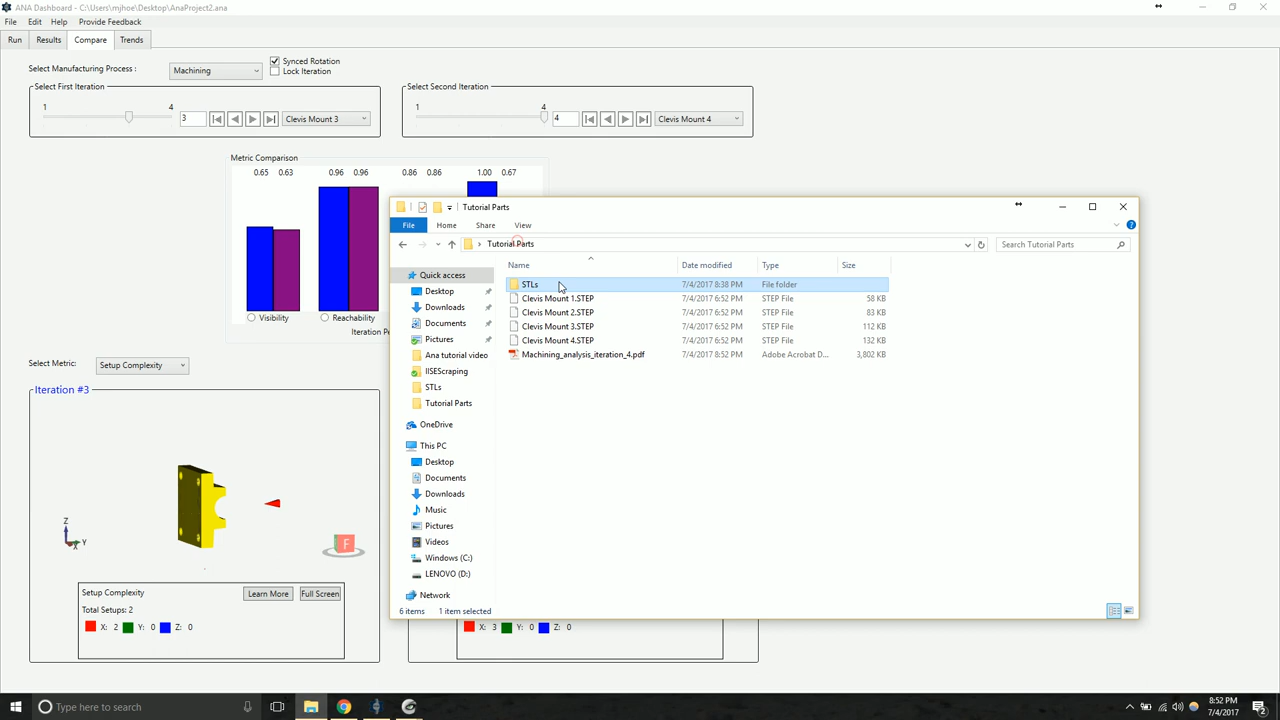 ANA Dashboard - C:\Users\mjhoe\Desktop\AnaProject2.ana
File Edit Help Provide Feedback
Run Results Compare Trends
Select Manufacturing Process : Machining
Synced Rotation
Lock Iteration
Select First Iteration
1 4
3 Clevis Mount 3
Select Second Iteration
1 4
4 Clevis Mount 4
Metric Comparison
0.65 0.63 0.96 0.96 0.86 0.86 1.00 0.67
Visibility Reachability
Iteration Pe
Select Metric: Setup Complexity
Iteration #3
Z
Y
X
F
Setup Complexity
Learn More Full Screen
Total Setups: 2
X: 2 Y: 0 Z: 0
X: 3 Y: 0 Z: 0
Tutorial Parts
File Home Share View
Tutorial Parts
Search Tutorial Parts
Name Date modified Type Size
STLs 7/4/2017 8:38 PM File folder
Clevis Mount 1.STEP 7/4/2017 6:52 PM STEP File 58 KB
Clevis Mount 2.STEP 7/4/2017 6:52 PM STEP File 83 KB
Clevis Mount 3.STEP 7/4/2017 6:52 PM STEP File 112 KB
Clevis Mount 4.STEP 7/4/2017 6:52 PM STEP File 132 KB
Machining_analysis_iteration_4.pdf 7/4/2017 6:52 PM Adobe Acrobat D... 3,802 KB
Quick access
Desktop
Downloads
Documents
Pictures
Ana tutorial video
IISEScraping
STLs
Tutorial Parts
OneDrive
This PC
Desktop
Documents
Downloads
Music
Pictures
Videos
Windows (C:)
LENOVO (D:)
Network
6 items 1 item selected
Type here to search
8:52 PM
7/4/2017
2